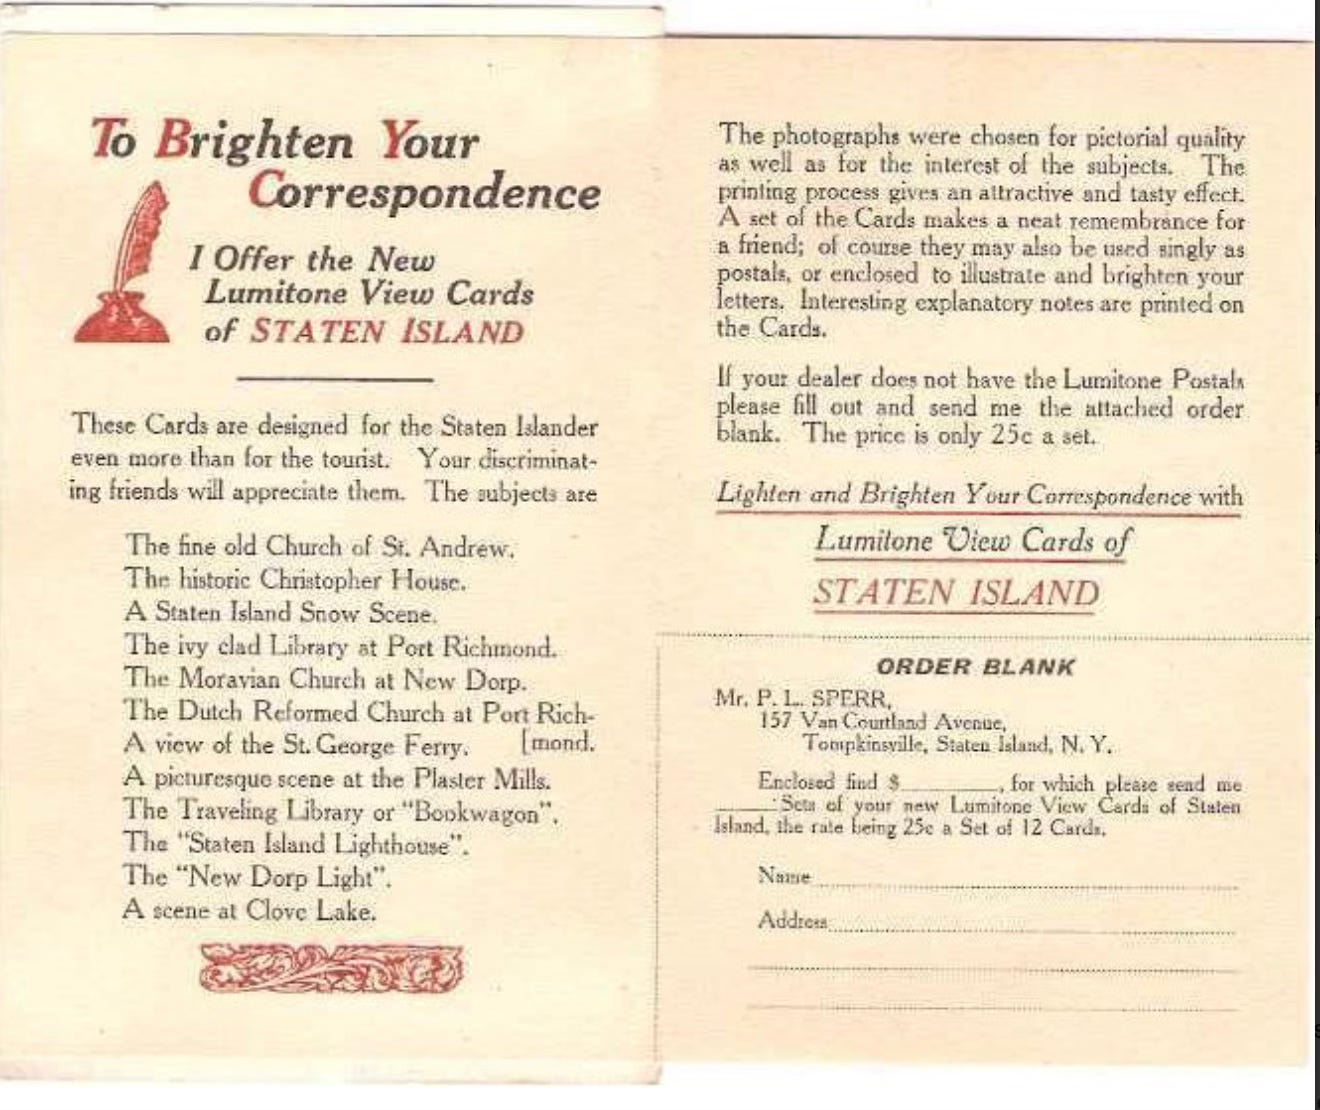 To Brighten Your
Correspondence
I Offer the New
Lumitone View Cards
of STATEN ISLAND
These Cards are designed for the Staten Islander
even more than for the tourist. Your discriminat-
ing friends will appreciate them. The subjects are
The fine old Church of St. Andrew.
The historic Christopher House.
A Staten Island Snow Scene.
The ivy clad Library at Port Richmond.
The Moravian Church at New Dorp.
The Dutch Reformed Church at Port Rich-
A view of the St. George Ferry. [mond.
A picturesque scene at the Plaster Mills.
The Traveling Library or "Bookwagon".
The "Staten Island Lighthouse".
The "New Dorp Light".
A scene at Clove Lake.
The photographs were chosen for pictorial quality
as well as for the interest of the subjects. The
printing process gives an attractive and tasty effect.
A set of the Cards makes a neat remembrance for
a friend; of course they may also be used singly as
postals, or enclosed to illustrate and brighten your
letters. Interesting explanatory notes are printed on
the Cards.
If your dealer does not have the Lumitone Postals
please fill out and send me the attached order
blank. The price is only 25c a set.
Lighten and Brighten Your Correspondence with
Lumitone View Cards of
STATEN ISLAND
ORDER BLANK
Mr. P. L. SPERR,
157 Van Courtland Avenue,
Tompkinsville, Staten Island, N. Y.
Enclosed find $________, for which please send me
______ Sets of your new Lumitone View Cards of Staten
Island, the rate being 25c a Set of 12 Cards.
Name
Address